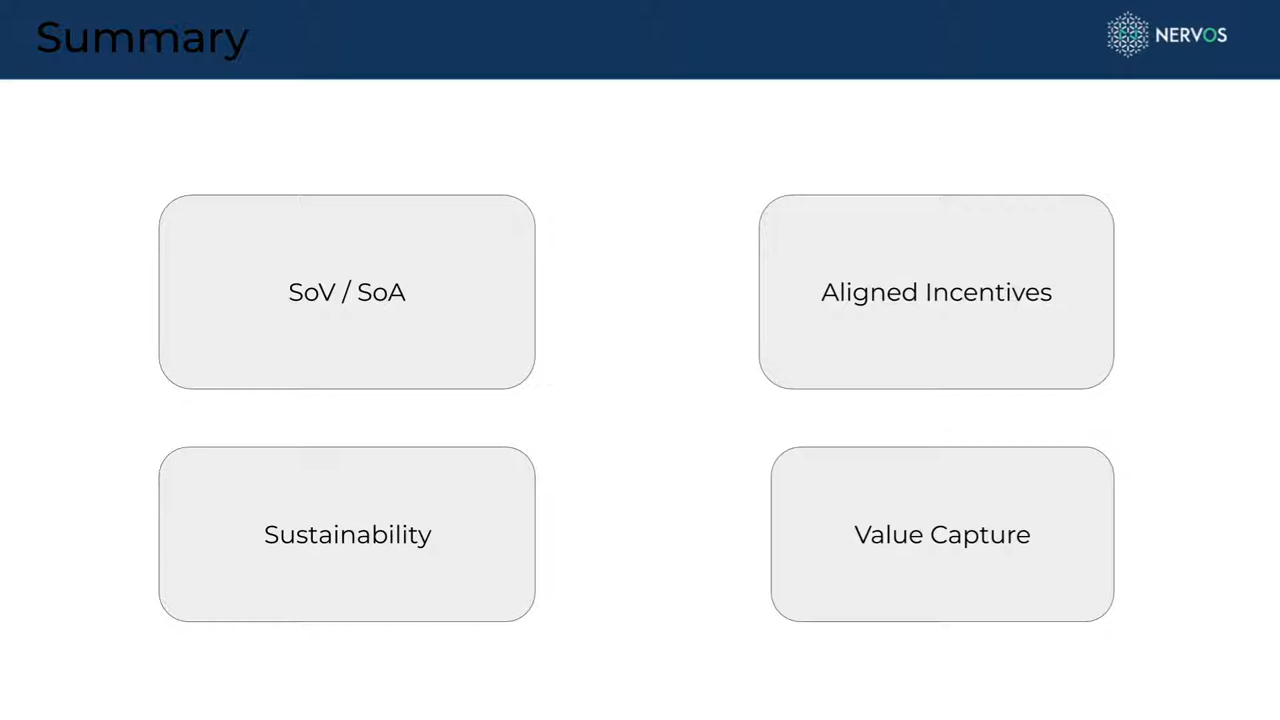 Summary
NERVOS
SoV / SoA
Aligned Incentives
Sustainability
Value Capture